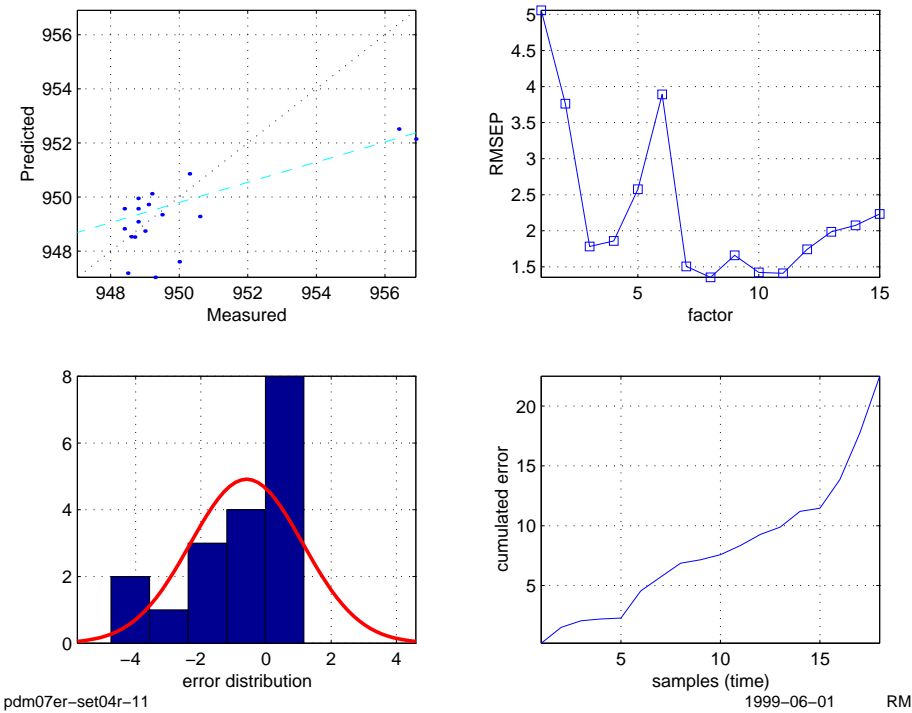 956
954
952
950
948
Predicted
948 950 952 954 956
Measured
5
4.5
4
3.5
3
2.5
2
1.5
RMSEP
5 10 15
factor
8
6
4
2
0
−4 −2 0 2 4
error distribution
20
15
10
5
cumulated error
5 10 15
samples (time)
pdm07er−set04r−11
1999−06−01 RM